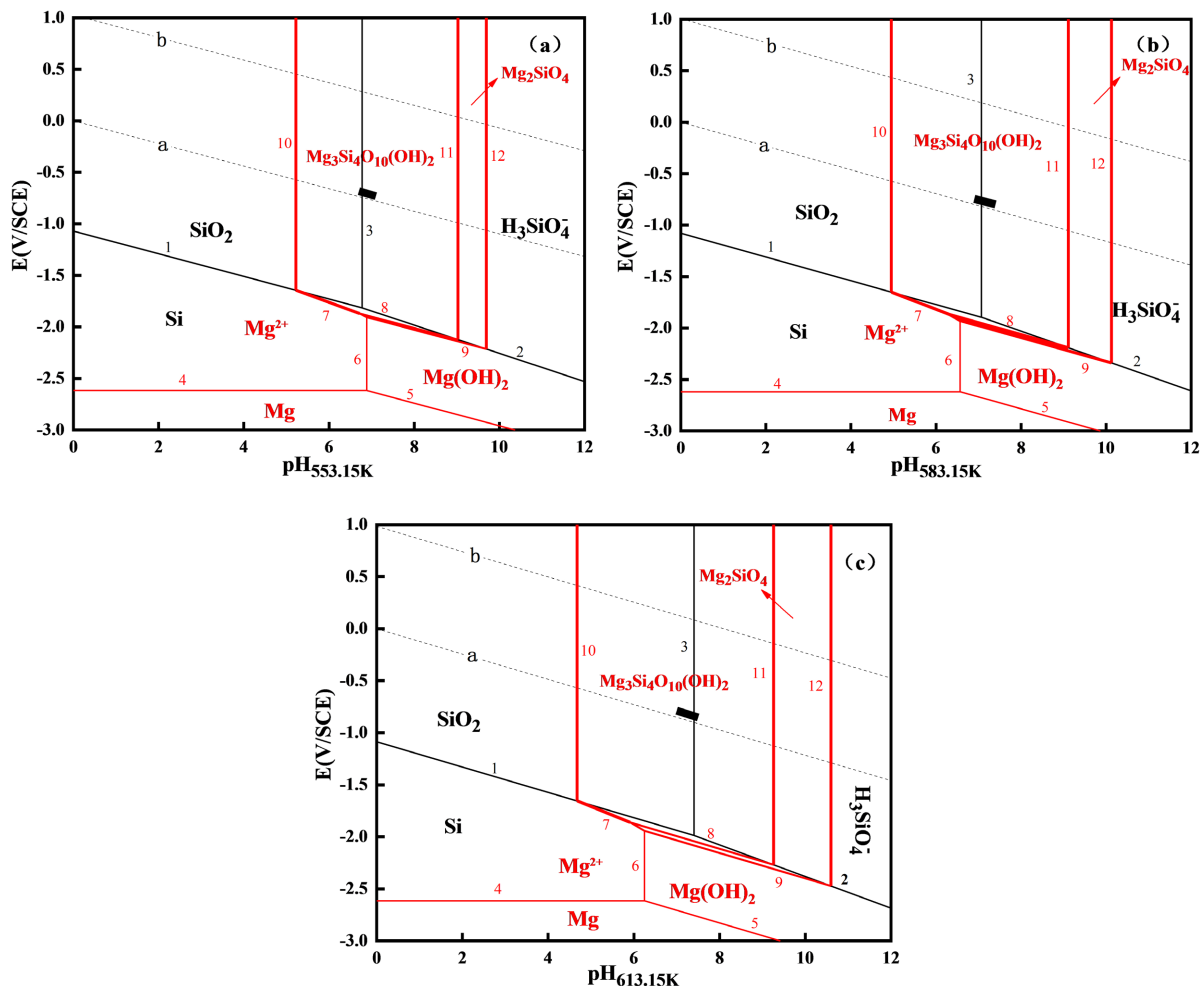 1.0
0.5
0.0
-0.5
-1.0
-1.5
-2.0
-2.5
-3.0
E(V/SCE)
0 2 4 6 8 10 12
pH553.15K
(a)
b
a
Mg2SiO4
10
Mg3Si4O10(OH)2
11
12
3
SiO2
H3SiO4-
1
Si
Mg2+
7
8
9
2
6
Mg(OH)2
4
5
Mg
1.0
0.5
0.0
-0.5
-1.0
-1.5
-2.0
-2.5
-3.0
E(V/SCE)
0 2 4 6 8 10 12
pH583.15K
(b)
b
a
3
Mg2SiO4
10
Mg3Si4O10(OH)2
11
12
SiO2
H3SiO4-
1
Si
Mg2+
7
8
9
2
6
Mg(OH)2
4
5
Mg
1.0
0.5
0.0
-0.5
-1.0
-1.5
-2.0
-2.5
-3.0
E(V/SCE)
0 2 4 6 8 10 12
pH613.15K
(c)
b
a
Mg2SiO4
3
10
11
12
Mg3Si4O10(OH)2
SiO2
H3SiO4-
1
Si
Mg2+
7
8
9
2
6
Mg(OH)2
4
5
Mg